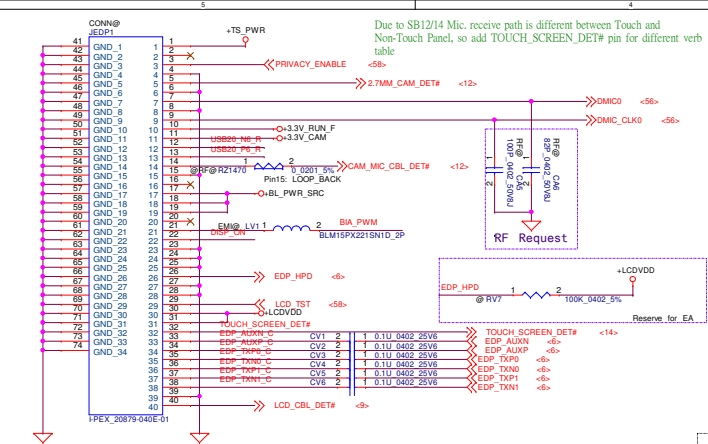 5
4
CONN@
JEDP1
+TS_PWR
Due to SB12/14 Mic. receive path is different between Touch and
Non-Touch Panel, so add TOUCH_SCREEN_DET# pin for different verb
table
41 GND_1 1 1
42 GND_2 2 2
43 GND_3 3 3 PRIVACY_ENABLE <58>
44 GND_4 4 4
45 GND_5 5 5 2.7MM_CAM_DET# <12>
46 GND_6 6 6
47 GND_7 7 7 DMIC0 <56>
48 GND_8 8 8
49 GND_9 9 9 DMIC_CLK0 <56>
50 GND_10 10 10 +3.3V_RUN_F
51 GND_11 11 11 +3.3V_CAM
52 GND_12 12 12 USB20_N6_R
53 GND_13 13 13 USB20_P6_R
54 GND_14 14 14 @RF@ RZ1470 1 2 0_0201_5% CAM_MIC_CBL_DET# <12>
55 GND_15 15 15 Pin15: LOOP_BACK
56 GND_16 16 16
57 GND_17 17 17 +BL_PWR_SRC
58 GND_18 18 18
59 GND_19 19 19
60 GND_20 20 20
61 GND_21 21 21 EMI@ LV1 1 2 BIA_PWM
62 GND_22 22 22 DISP_ON BLM15PX221SN1D_2P
63 GND_23 23 23
64 GND_24 24 24
65 GND_25 25 25
66 GND_26 26 26 EDP_HPD <6>
67 GND_27 27 27
68 GND_28 28 28
69 GND_29 29 29 LCD_TST <58>
70 GND_30 30 30 +LCDVDD
71 GND_31 31 31
72 GND_32 32 32 TOUCH_SCREEN_DET# TOUCH_SCREEN_DET# <14>
73 GND_33 33 33 EDP_AUXN_C CV1 2 1 0.1U_0402_25V6 EDP_AUXN <6>
74 GND_34 34 34 EDP_AUXP_C CV2 2 1 0.1U_0402_25V6 EDP_AUXP <6>
35 35 EDP_TXP0_C CV3 2 1 0.1U_0402_25V6 EDP_TXP0 <6>
36 36 EDP_TXN0_C CV4 2 1 0.1U_0402_25V6 EDP_TXN0 <6>
37 37 EDP_TXP1_C CV5 2 1 0.1U_0402_25V6 EDP_TXP1 <6>
38 38 EDP_TXN1_C CV6 2 1 0.1U_0402_25V6 EDP_TXN1 <6>
39 39
40 40 LCD_CBL_DET# <9>
I-PEX_20879-040E-01
RF@
CA6
82P_0402_50V8J
1
2
RF@
CA5
100P_0402_50V8J
1
2
RF Request
EDP_HPD
@ RV7
1 2
100K_0402_5%
+LCDVDD
Reserve for EA